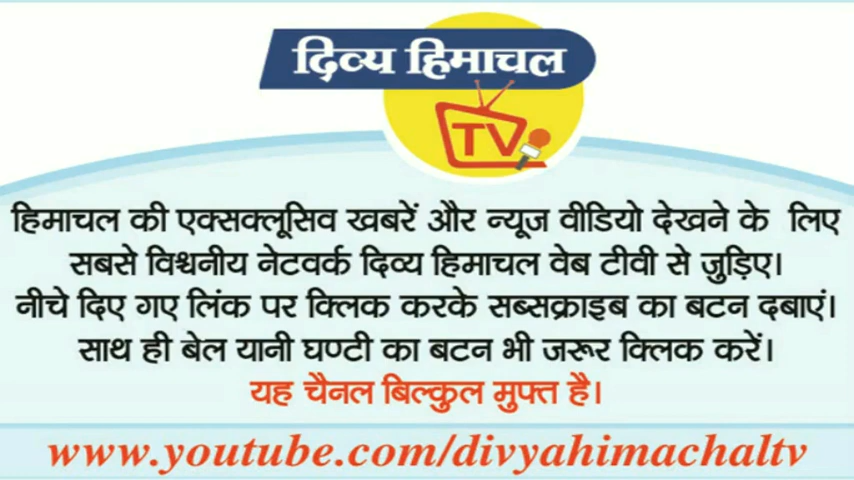 दिव्य हिमाचल
TV
हिमाचल की एक्सक्लूसिव खबरें और न्यूज वीडियो देखने के लिए
सबसे विश्वनीय नेटवर्क दिव्य हिमाचल वेब टीवी से जुड़िए।
नीचे दिए गए लिंक पर क्लिक करके सब्सक्राइब का बटन दबाएं।
साथ ही बेल यानी घण्टी का बटन भी जरूर क्लिक करें।
यह चैनल बिल्कुल मुफ्त है।
www.youtube.com/divyahimachaltv